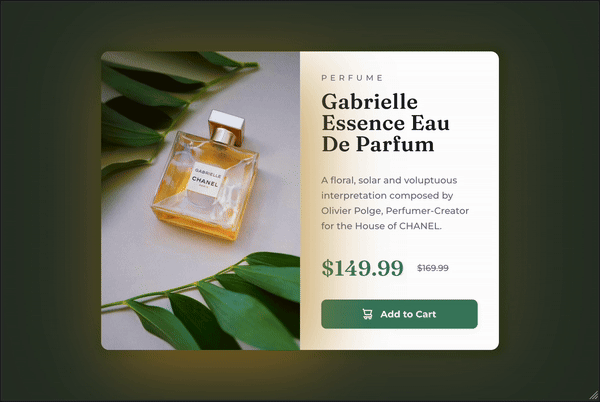 GABRIELLE
CHANEL
PERFUME
Gabrielle
Essence Eau
De Parfum
A floral, solar and voluptuous
interpretation composed by
Olivier Polge, Perfumer-Creator
for the House of CHANEL.
$149.99 $169.99
Add to Cart